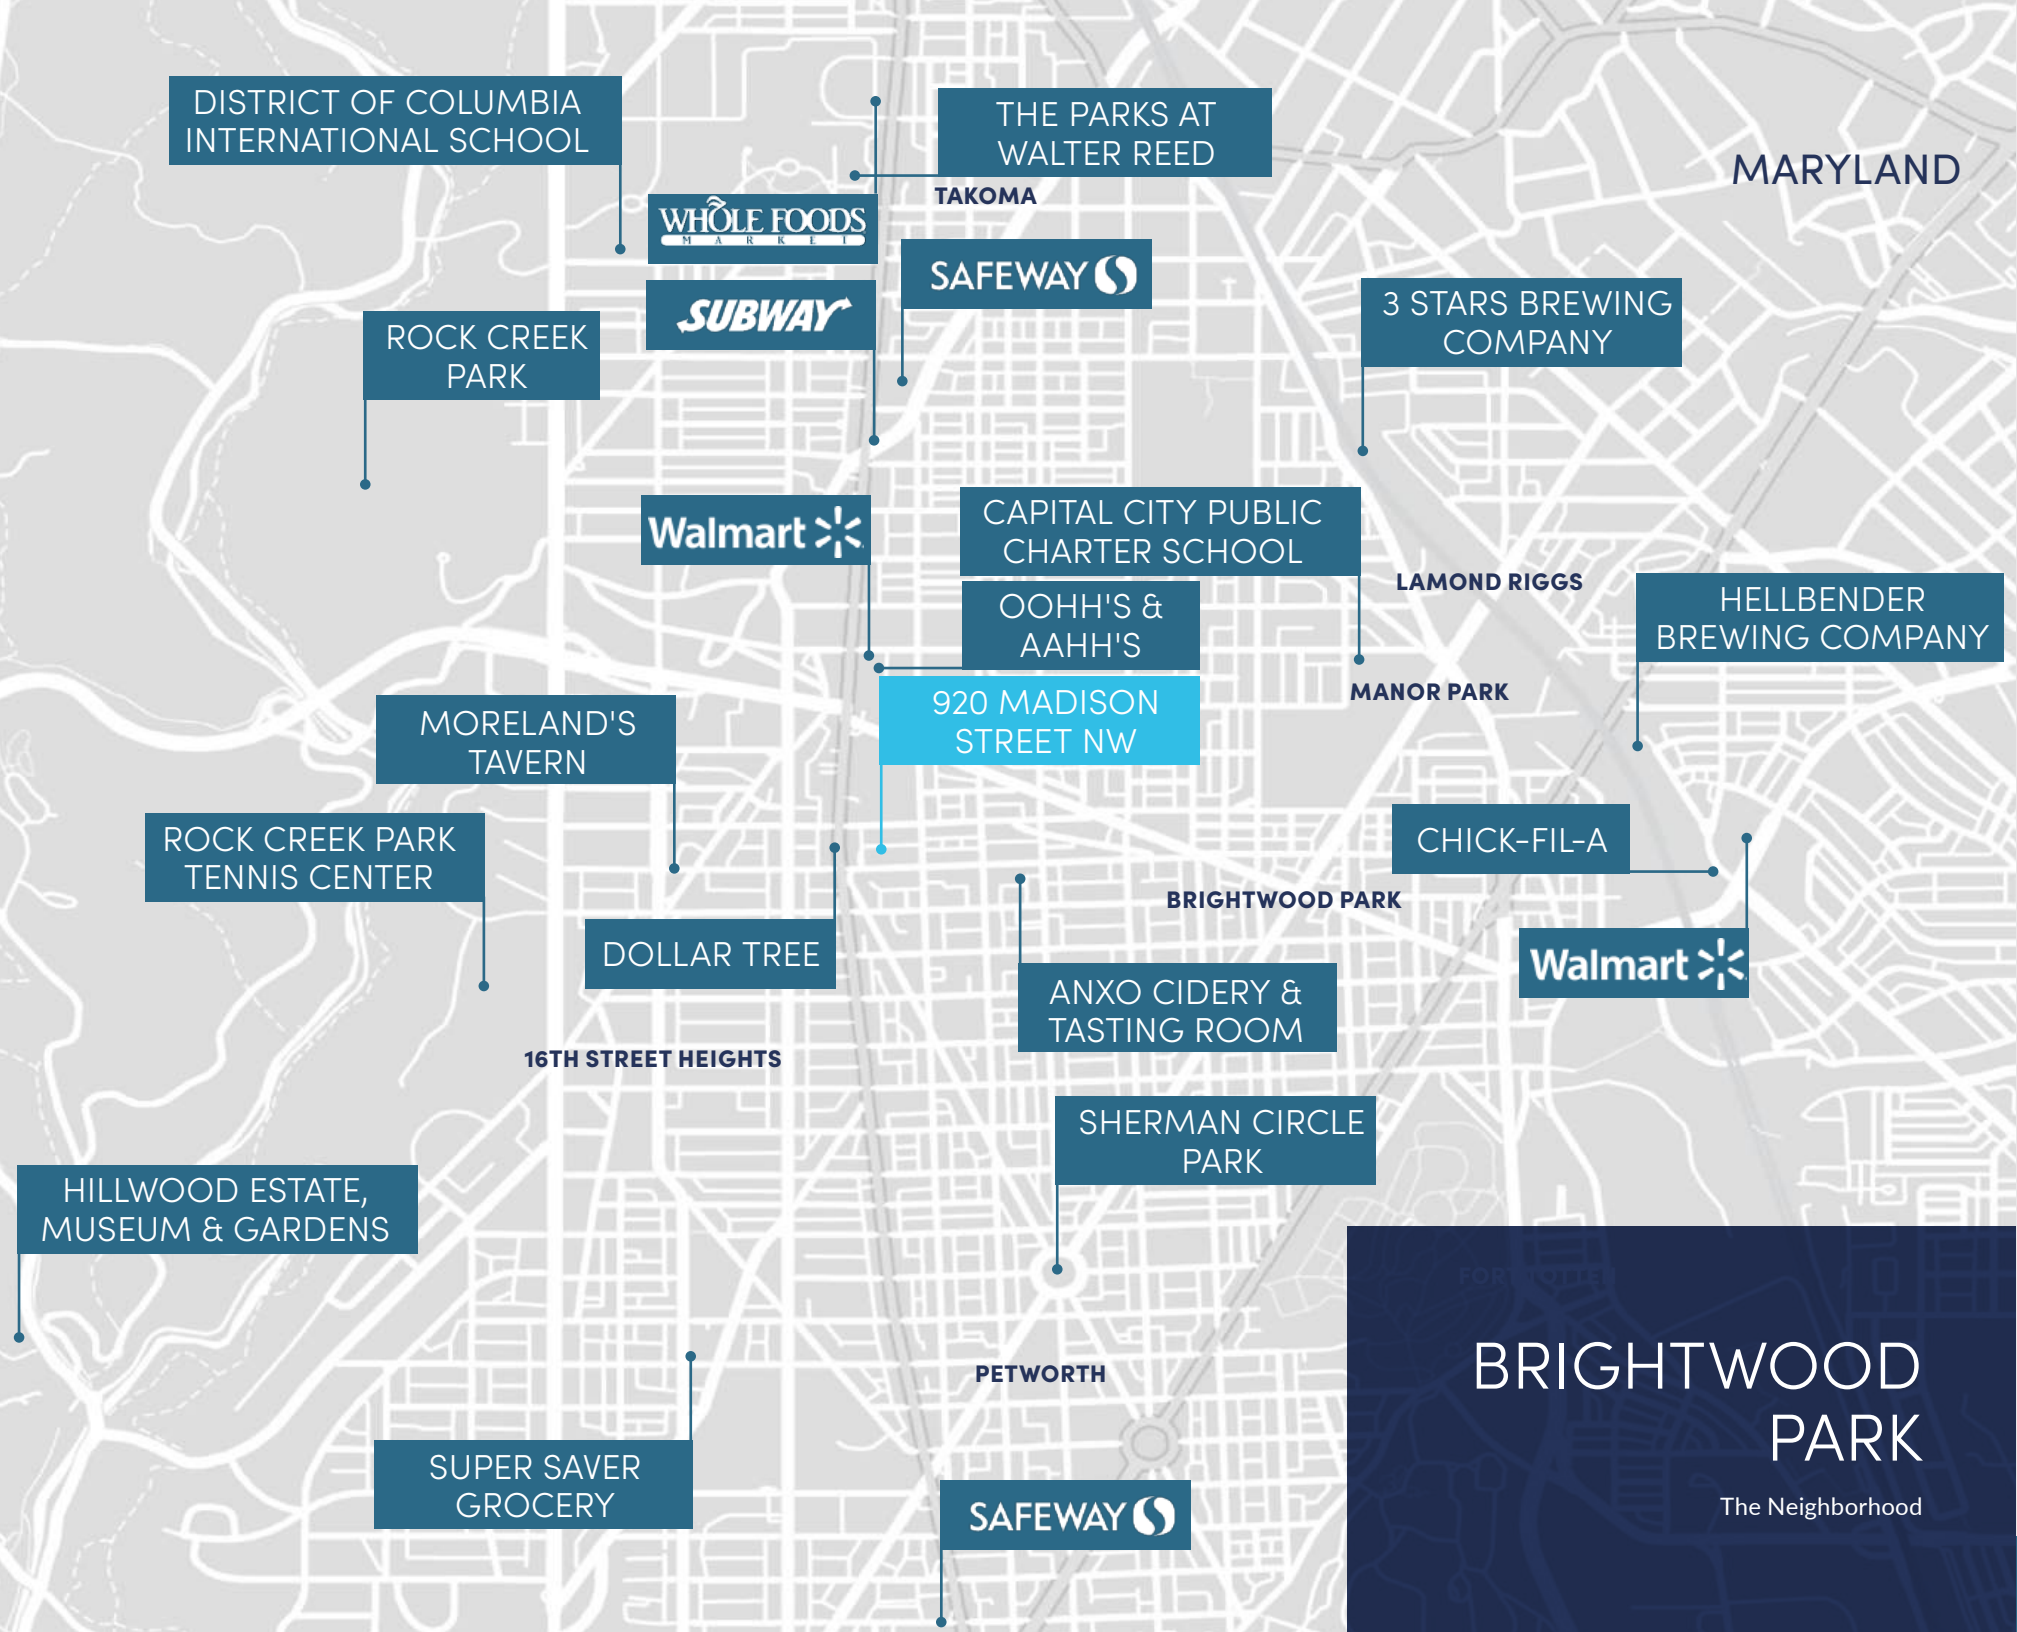 DISTRICT OF COLUMBIA
INTERNATIONAL SCHOOL
THE PARKS AT
WALTER REED
MARYLAND
TAKOMA
WHOLE FOODS
MARKET
SAFEWAY
SUBWAY
3 STARS BREWING
COMPANY
ROCK CREEK
PARK
Walmart
CAPITAL CITY PUBLIC
CHARTER SCHOOL
LAMOND RIGGS
OOHH'S &
AAHH'S
HELLBENDER
BREWING COMPANY
920 MADISON
STREET NW
MANOR PARK
MORELAND'S
TAVERN
ROCK CREEK PARK
TENNIS CENTER
CHICK-FIL-A
BRIGHTWOOD PARK
DOLLAR TREE
Walmart
ANXO CIDERY &
TASTING ROOM
16TH STREET HEIGHTS
SHERMAN CIRCLE
PARK
HILLWOOD ESTATE,
MUSEUM & GARDENS
PETWORTH
BRIGHTWOOD
PARK
The Neighborhood
SUPER SAVER
GROCERY
SAFEWAY